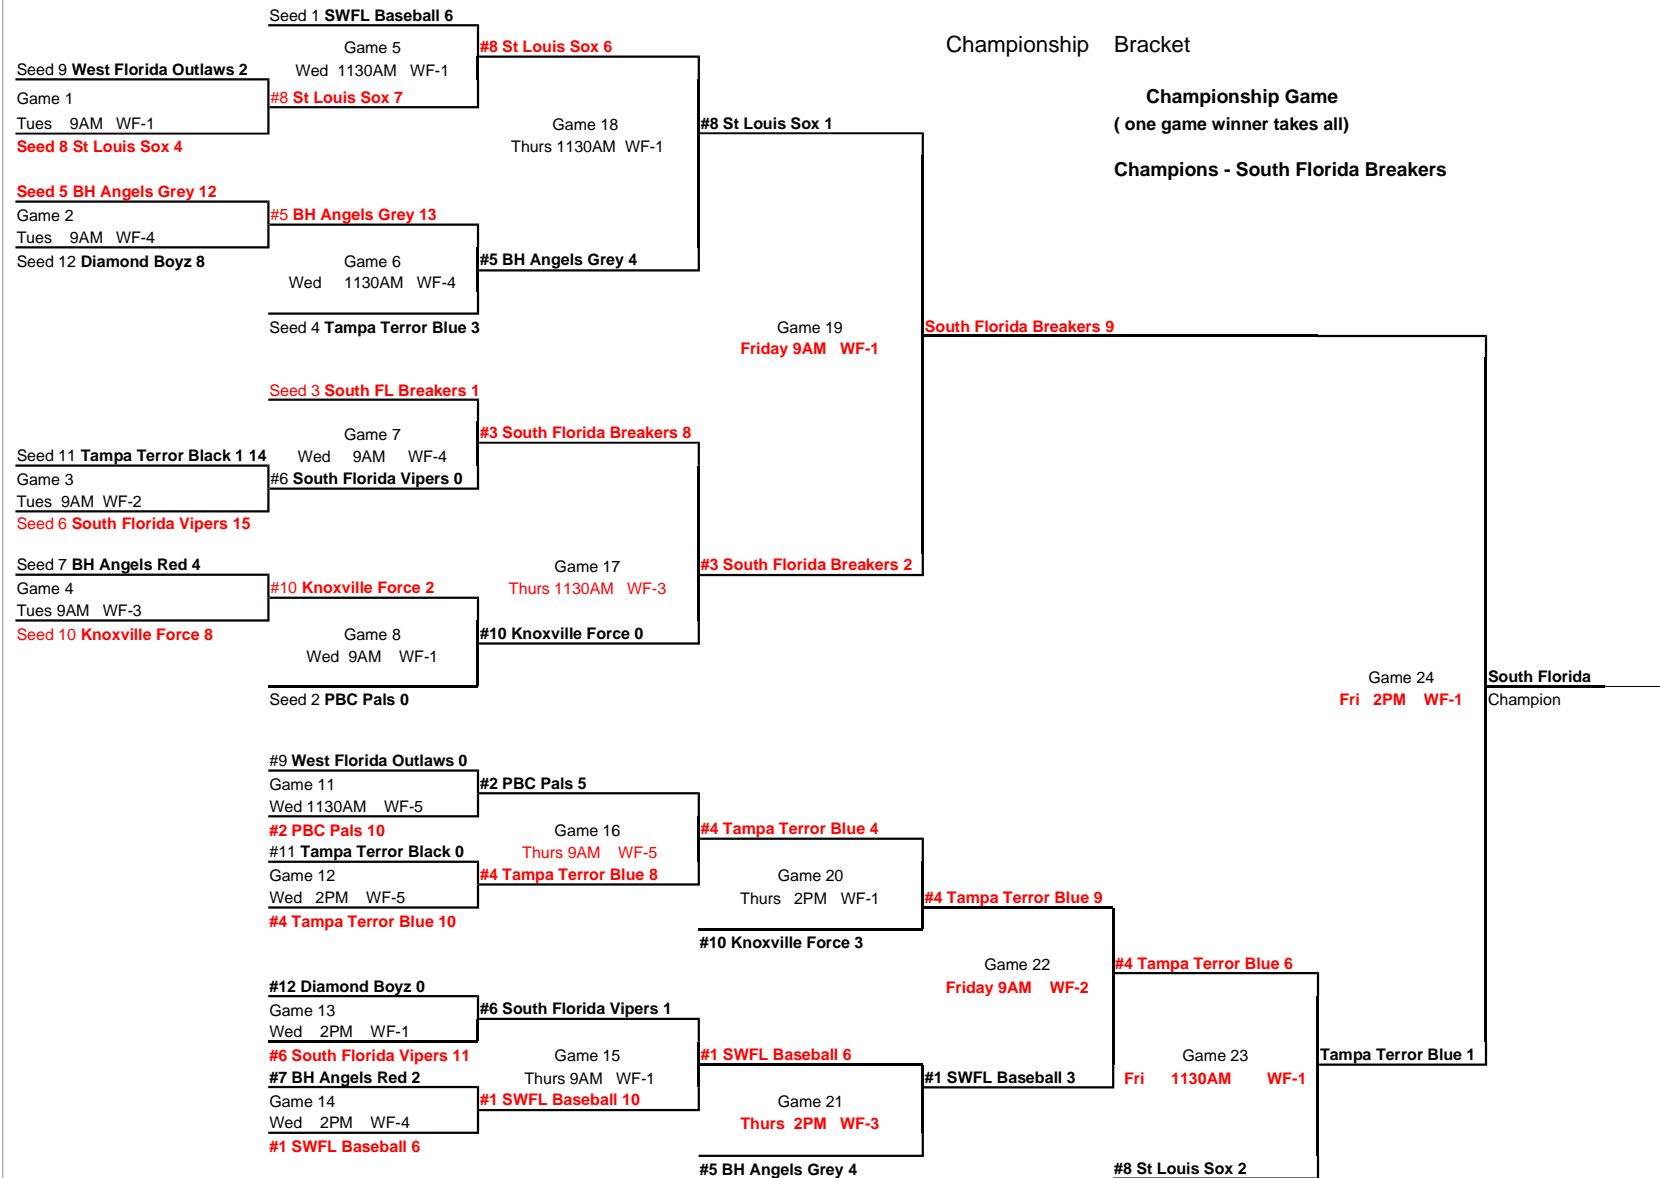 Seed 1 SWFL Baseball 6
Game 5
Wed 1130AM WF-1
#8 St Louis Sox 6
Championship Bracket
Seed 9 West Florida Outlaws 2
Game 1
Tues 9AM WF-1
#8 St Louis Sox 7
Seed 8 St Louis Sox 4
Championship Game
( one game winner takes all)
Champions - South Florida Breakers
Game 18
Thurs 1130AM WF-1
#8 St Louis Sox 1
Seed 5 BH Angels Grey 12
Game 2
Tues 9AM WF-4
#5 BH Angels Grey 13
Seed 12 Diamond Boyz 8
Game 6
Wed 1130AM WF-4
#5 BH Angels Grey 4
Seed 4 Tampa Terror Blue 3
Game 19
Friday 9AM WF-1
South Florida Breakers 9
Seed 3 South FL Breakers 1
Game 7
Wed 9AM WF-4
#3 South Florida Breakers 8
Seed 11 Tampa Terror Black 1 14
Game 3
Tues 9AM WF-2
#6 South Florida Vipers 0
Seed 6 South Florida Vipers 15
Seed 7 BH Angels Red 4
Game 4
Tues 9AM WF-3
#10 Knoxville Force 2
Seed 10 Knoxville Force 8
Game 17
Thurs 1130AM WF-3
#3 South Florida Breakers 2
Game 8
Wed 9AM WF-1
#10 Knoxville Force 0
Seed 2 PBC Pals 0
Game 24
Fri 2PM WF-1
South Florida
Champion
#9 West Florida Outlaws 0
Game 11
Wed 1130AM WF-5
#2 PBC Pals 5
#2 PBC Pals 10
#11 Tampa Terror Black 0
Game 12
Wed 2PM WF-5
#4 Tampa Terror Blue 10
Game 16
Thurs 9AM WF-5
#4 Tampa Terror Blue 8
#4 Tampa Terror Blue 4
Game 20
Thurs 2PM WF-1
#10 Knoxville Force 3
#4 Tampa Terror Blue 9
Game 22
Friday 9AM WF-2
#4 Tampa Terror Blue 6
#12 Diamond Boyz 0
Game 13
Wed 2PM WF-1
#6 South Florida Vipers 1
#6 South Florida Vipers 11
#7 BH Angels Red 2
Game 14
Wed 2PM WF-4
#1 SWFL Baseball 6
Game 15
Thurs 9AM WF-1
#1 SWFL Baseball 10
#1 SWFL Baseball 6
Game 21
Thurs 2PM WF-3
#5 BH Angels Grey 4
#1 SWFL Baseball 3
Game 23
Fri 1130AM WF-1
Tampa Terror Blue 1
#8 St Louis Sox 2